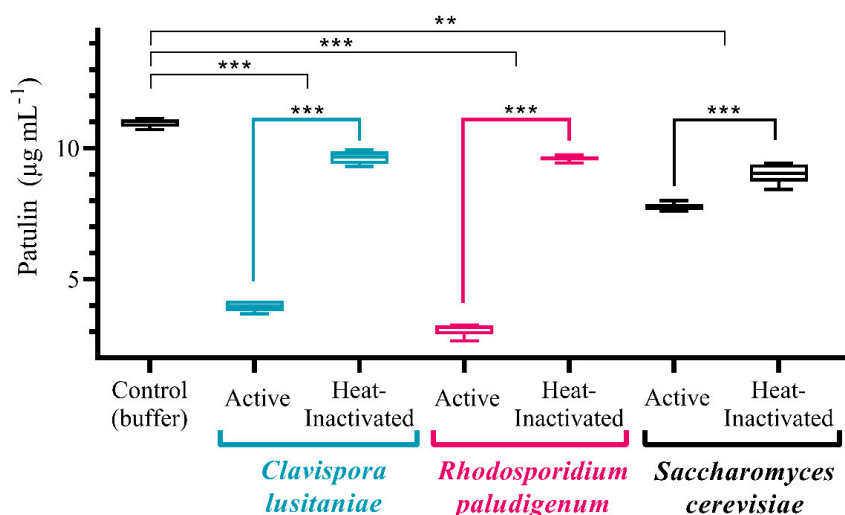 **
***
***
*** *** ***
Patulin (µg mL⁻¹)
10
5
Control
(buffer)
Active
Heat-
Inactivated
Active
Heat-
Inactivated
Active
Heat-
Inactivated
Clavispora
lusitaniae
Rhodosporidium
paludigenum
Saccharomyces
cerevisiae